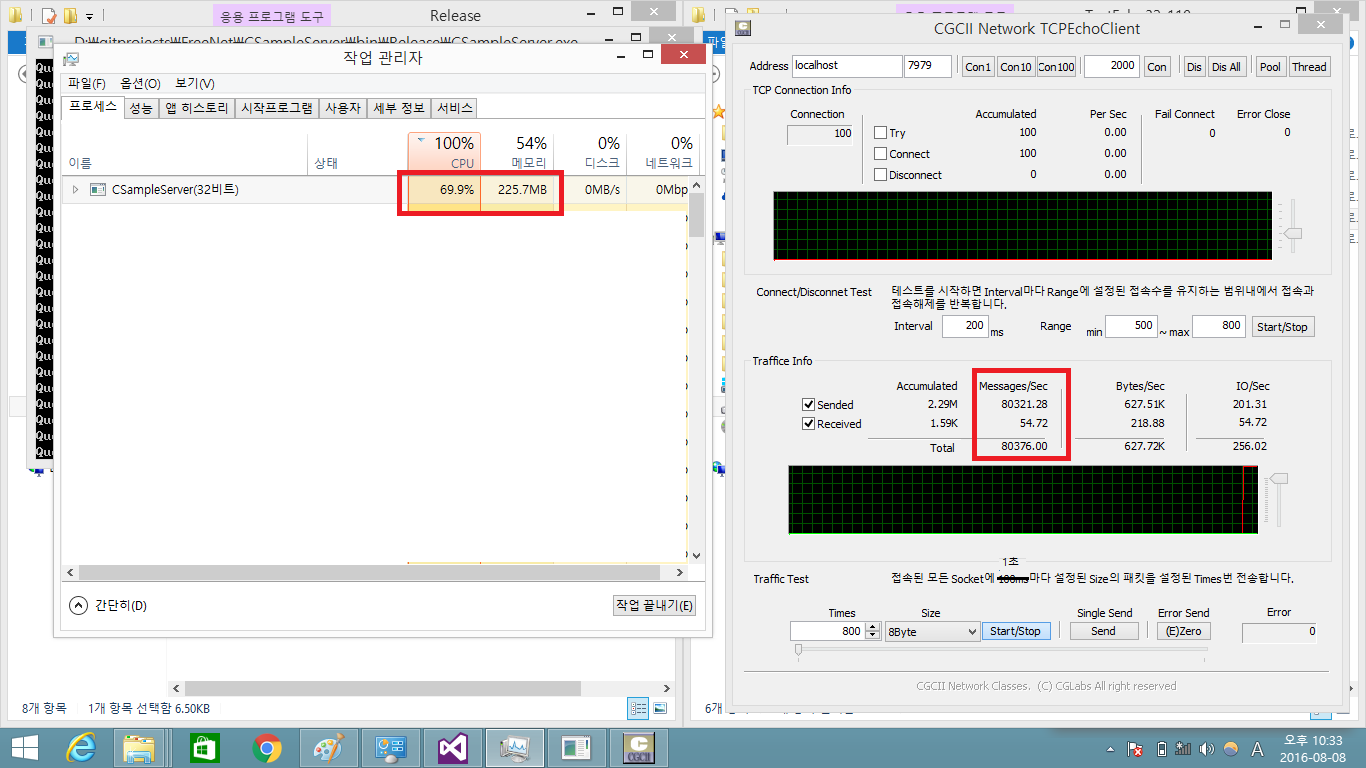 응용 프로그램 도구
Release
응용 프로그램 도구
D:\gitprojects\FreeNet\CSampleServer\bin\Release\CSampleServer.exe
작업 관리자
파일(F) 옵션(O) 보기(V)
프로세스 성능 앱 히스토리 시작프로그램 사용자 세부 정보 서비스
100% 54% 0% 0%
이름 상태 CPU 메모리 디스크 네트워크
CSampleServer(32비트) 69.9% 225.7MB 0MB/s 0Mbp
간단히(D) 작업 끝내기(E)
8개 항목 1개 항목 선택함 6.50KB
CGCII Network TCPEchoClient
Address localhost 7979 Con1 Con10 Con100 2000 Con Dis Dis All Pool Thread
TCP Connection Info
Connection Accumulated Per Sec Fail Connect Error Close
100 Try 100 0.00 0 0
Connect 100 0.00
Disconnect 0 0.00
Connect/Disconnet Test 테스트를 시작하면 Interval마다 Range에 설정된 접속수를 유지하는 범위내에서 접속과
접속해제를 반복합니다.
Interval 200 ms Range min 500 ~ max 800 Start/Stop
Traffice Info
Accumulated Messages/Sec Bytes/Sec IO/Sec
Sended 2.29M 80321.28 627.51K 201.31
Received 1.59K 54.72 218.88 54.72
Total 80376.00 627.72K 256.02
1초
Traffic Test 접속된 모든 Socket에 100ms마다 설정된 Size의 패킷을 설정된 Times번 전송합니다.
Times Size Single Send Error Send Error
800 8Byte Start/Stop Send (E)Zero 0
CGCII Network Classes. (C) CGLabs All right reserved
6개
A 오후 10:33
2016-08-08